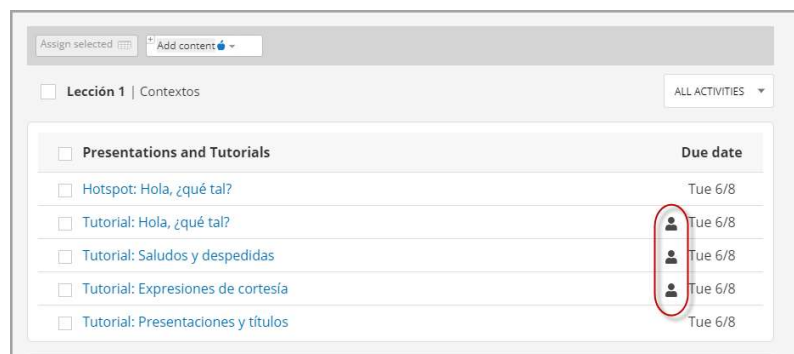 Assign selected Add content
Lección 1 | Contextos ALL ACTIVITIES
Presentations and Tutorials Due date
Hotspot: Hola, ¿qué tal? Tue 6/8
Tutorial: Hola, ¿qué tal? Tue 6/8
Tutorial: Saludos y despedidas Tue 6/8
Tutorial: Expresiones de cortesía Tue 6/8
Tutorial: Presentaciones y títulos Tue 6/8